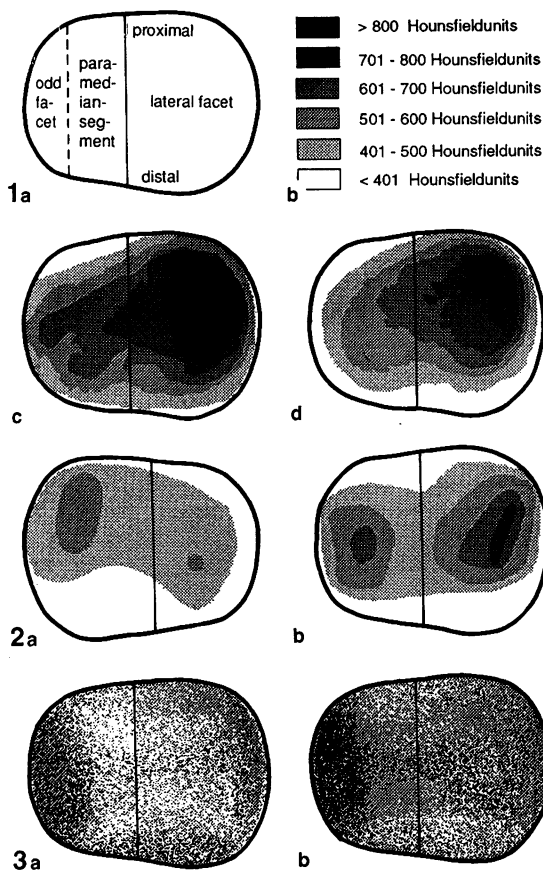 proximal
odd
fa-
cet
para-
med-
ian-
seg-
ment
lateral facet
distal
1a
> 800 Hounsfieldunits
701 - 800 Hounsfieldunits
601 - 700 Hounsfieldunits
501 - 600 Hounsfieldunits
401 - 500 Hounsfieldunits
< 401 Hounsfieldunits
b
c
d
2a
b
3a
b